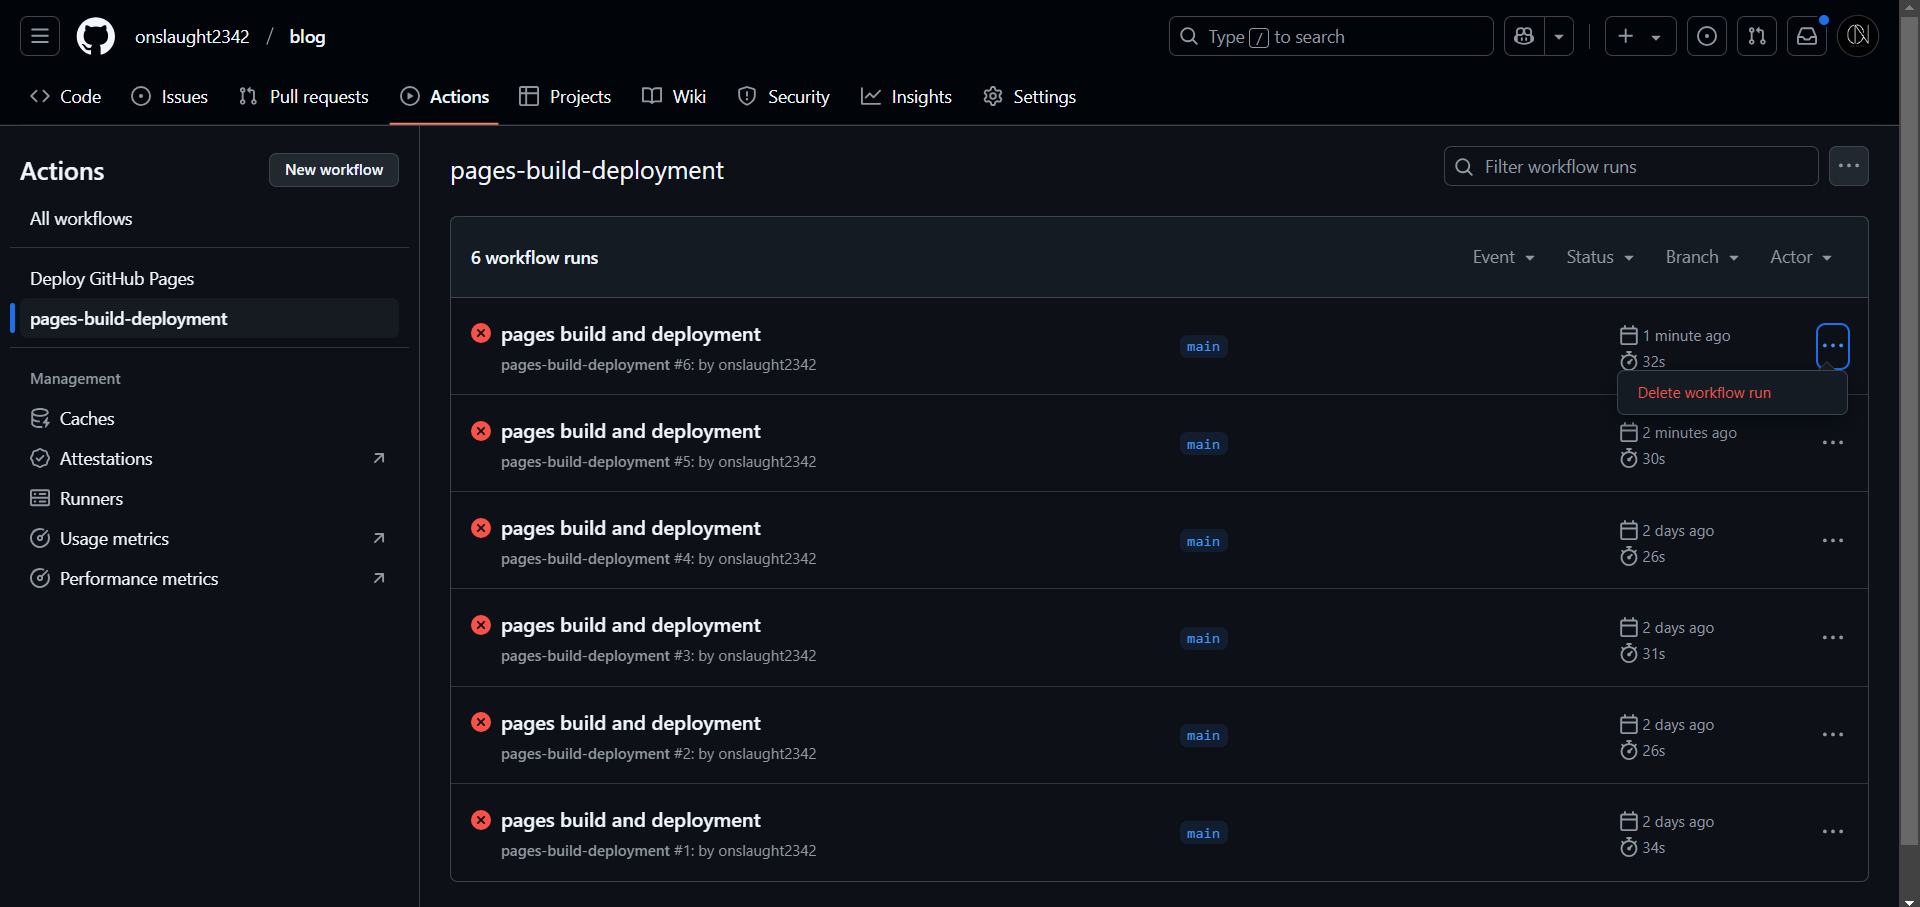 onslaught2342 / blog
Type / to search
Code
Issues
Pull requests
Actions
Projects
Wiki
Security
Insights
Settings
Actions
New workflow
All workflows
Deploy GitHub Pages
pages-build-deployment
Management
Caches
Attestations
Runners
Usage metrics
Performance metrics
pages-build-deployment
Filter workflow runs
6 workflow runs
Event
Status
Branch
Actor
pages build and deployment
pages-build-deployment #6: by onslaught2342
main
1 minute ago
32s
Delete workflow run
pages build and deployment
pages-build-deployment #5: by onslaught2342
main
2 minutes ago
30s
pages build and deployment
pages-build-deployment #4: by onslaught2342
main
2 days ago
26s
pages build and deployment
pages-build-deployment #3: by onslaught2342
main
2 days ago
31s
pages build and deployment
pages-build-deployment #2: by onslaught2342
main
2 days ago
26s
pages build and deployment
pages-build-deployment #1: by onslaught2342
main
2 days ago
34s